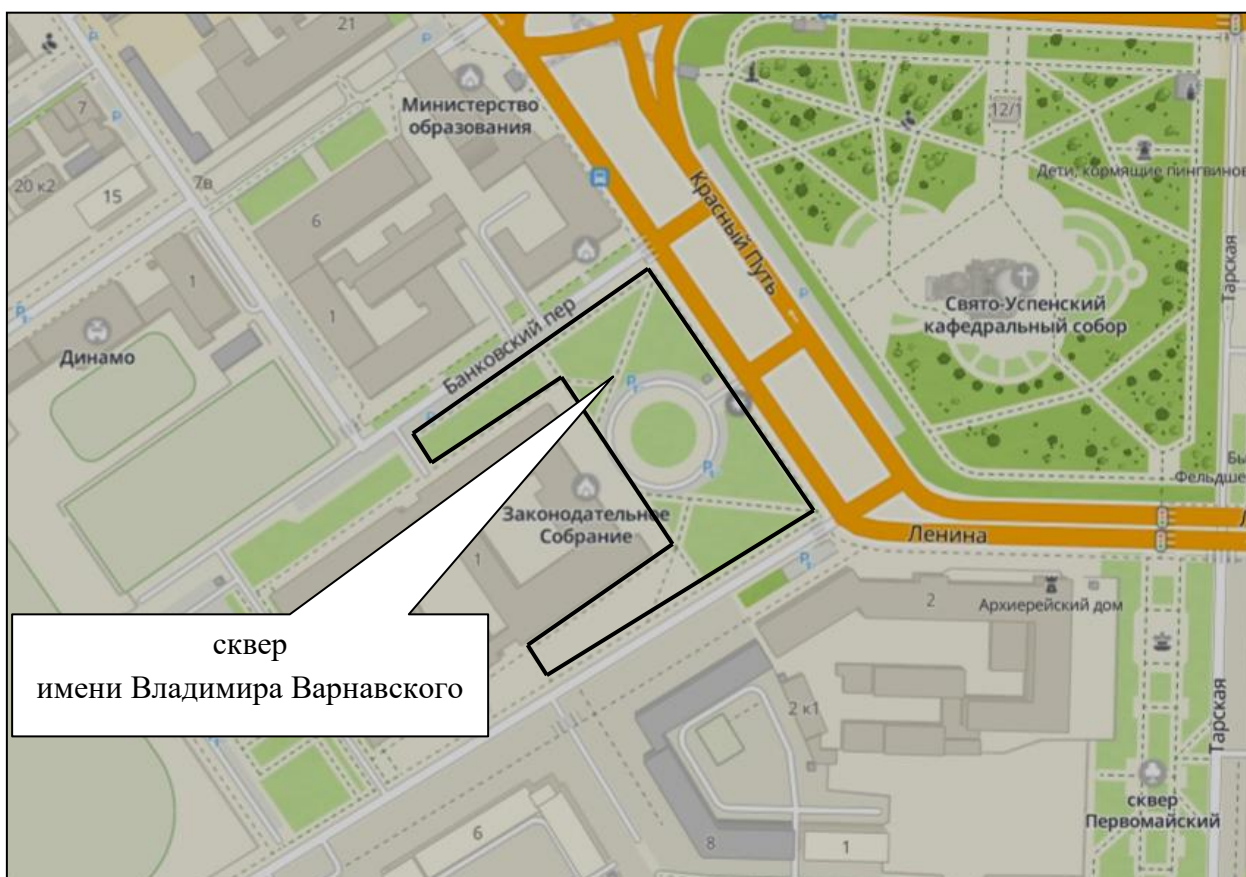 21
Министерство
образования
7
12/1
Дети, кормящие пингвинов
20 к2
15
7в
6
Красный Путь
Тарская
1
1
Банковский пер
Свято-Успенский
кафедральный собор
Динамо
Фельдше
Законодательное
Собрание
Ленина
1
2
Архиерейский дом
сквер
имени Владимира Варнавского
2 к1
Тарская
сквер
Первомайский
6
8
1